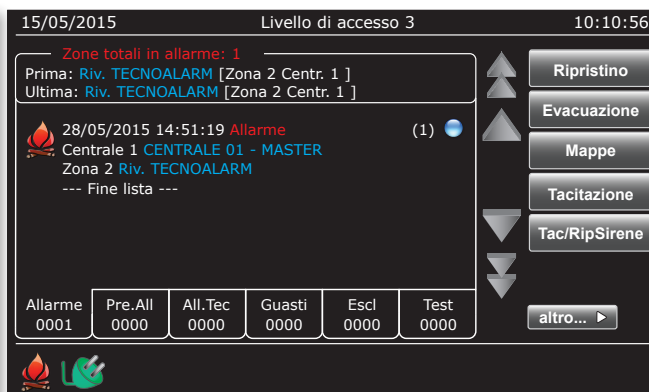 15/05/2015 Livello di accesso 3 10:10:56
Zone totali in allarme: 1
Prima: Riv. TECNOALARM [Zona 2 Centr. 1 ]
Ultima: Riv. TECNOALARM [Zona 2 Centr. 1 ]
28/05/2015 14:51:19 Allarme (1)
Centrale 1 CENTRALE 01 - MASTER
Zona 2 Riv. TECNOALARM
--- Fine lista ---
Ripristino
Evacuazione
Mappe
Tacitazione
Tac/RipSirene
altro...
Allarme Pre.All All.Tec Guasti Escl Test
0001 0000 0000 0000 0000 0000